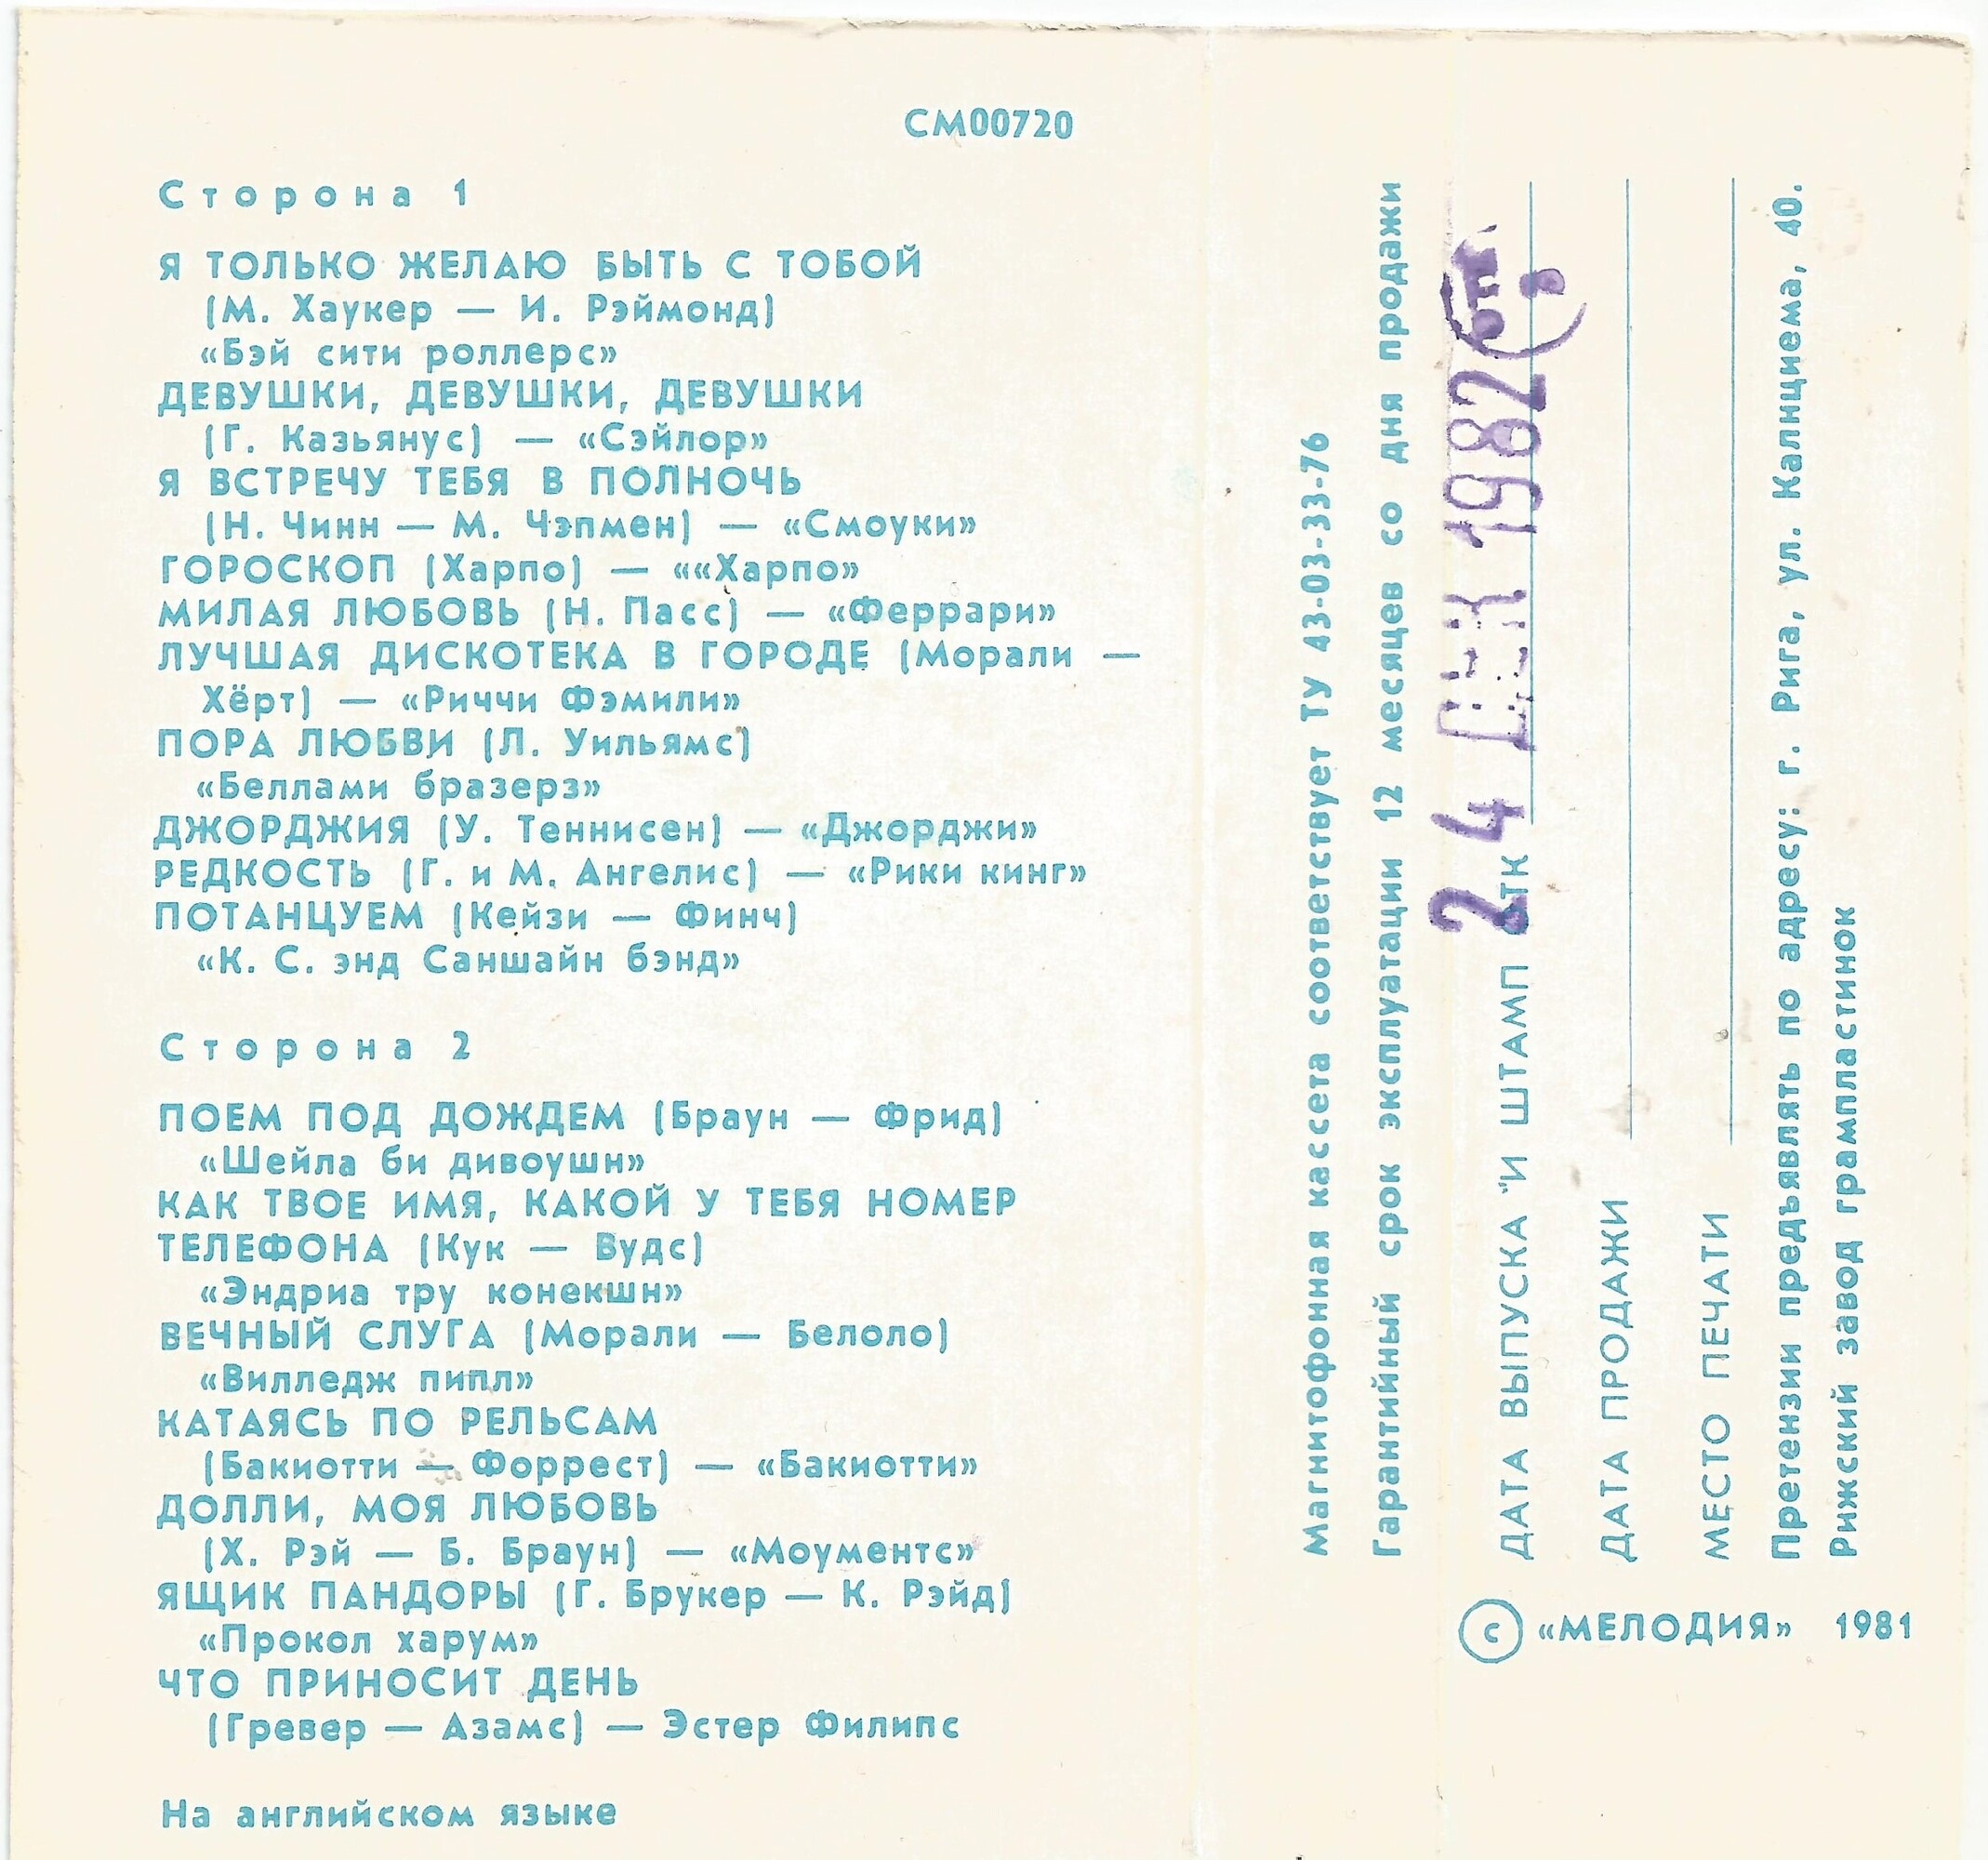 СМ00720
Сторона 1
Я ТОЛЬКО ЖЕЛАЮ БЫТЬ С ТОБОЙ
(М. Хаукер — И. Рэймонд)
«Бэй сити роллерс»
ДЕВУШКИ, ДЕВУШКИ, ДЕВУШКИ
(Г. Казьянус) — «Сэйлор»
Я ВСТРЕЧУ ТЕБЯ В ПОЛНОЧЬ
(Н. Чинн — М. Чэпмен) — «Смоуки»
ГОРОСКОП (Харпо) — ««Харпо»
МИЛАЯ ЛЮБОВЬ (Н. Пасс) — «Феррари»
ЛУЧШАЯ ДИСКОТЕКА В ГОРОДЕ (Морали —
Хёрт) — «Риччи Фэмили»
ПОРА ЛЮБВИ (Л. Уильямс)
«Беллами бразерз»
ДЖОРДЖИЯ (У. Теннисен) — «Джорджи»
РЕДКОСТЬ (Г. и М. Ангелис) — «Рики кинг»
ПОТАНЦУЕМ (Кейзи — Финч)
«К. С. энд Саншайн бэнд»
Сторона 2
ПОЕМ ПОД ДОЖДЕМ (Браун — Фрид)
«Шейла би дивоушн»
КАК ТВОЕ ИМЯ, КАКОЙ У ТЕБЯ НОМЕР
ТЕЛЕФОНА (Кук — Вудс)
«Эндриа тру конекшн»
ВЕЧНЫЙ СЛУГА (Морали — Белоло)
«Вилледж пипл»
КАТАЯСЬ ПО РЕЛЬСАМ
(Бакиотти — Форрест) — «Бакиотти»
ДОЛЛИ, МОЯ ЛЮБОВЬ
(Х. Рэй — Б. Браун) — «Моументс»
ЯЩИК ПАНДОРЫ (Г. Брукер — К. Рэйд)
«Прокол харум»
ЧТО ПРИНОСИТ ДЕНЬ
(Гревер — Азамс) — Эстер Филипс
На английском языке
Магнитофонная кассета соответствует ТУ 43-03-33-76
Гарантийный срок эксплуатации 12 месяцев со дня продажи
ДАТА ВЫПУСКА И ШТАМП ОТК
24 ДЕК 1982
ДАТА ПРОДАЖИ
МЕСТО ПЕЧАТИ
Претензии предъявлять по адресу: г. Рига, ул. Калнциема, 40.
Рижский завод грампластинок
с «МЕЛОДИЯ» 1981